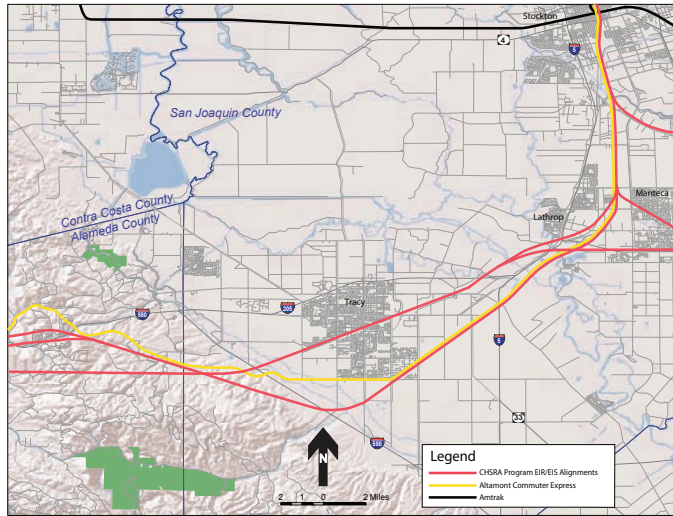 Stockton
4
5
San Joaquin County
Manteca
Contra Costa County
Alameda County
Lathrop
580
205
Tracy
5
33
N
580
2 1 0 2 Miles
Legend
CHSRA Program EIR/EIS Alignments
Altamont Commuter Express
Amtrak